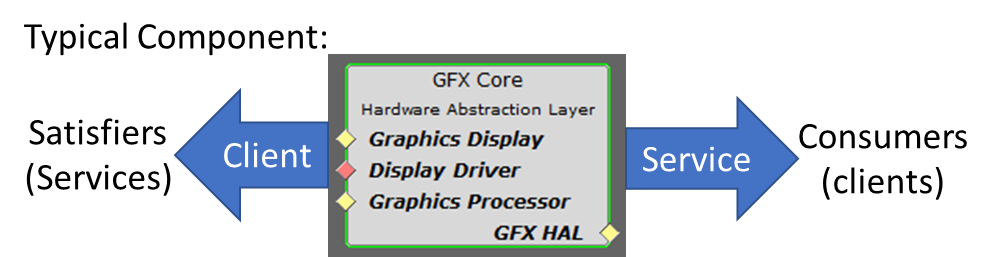 Typical Component:
GFX Core
Hardware Abstraction Layer
Graphics Display
Display Driver
Graphics Processor
GFX HAL
Satisfiers
(Services)
Client
Service
Consumers
(clients)